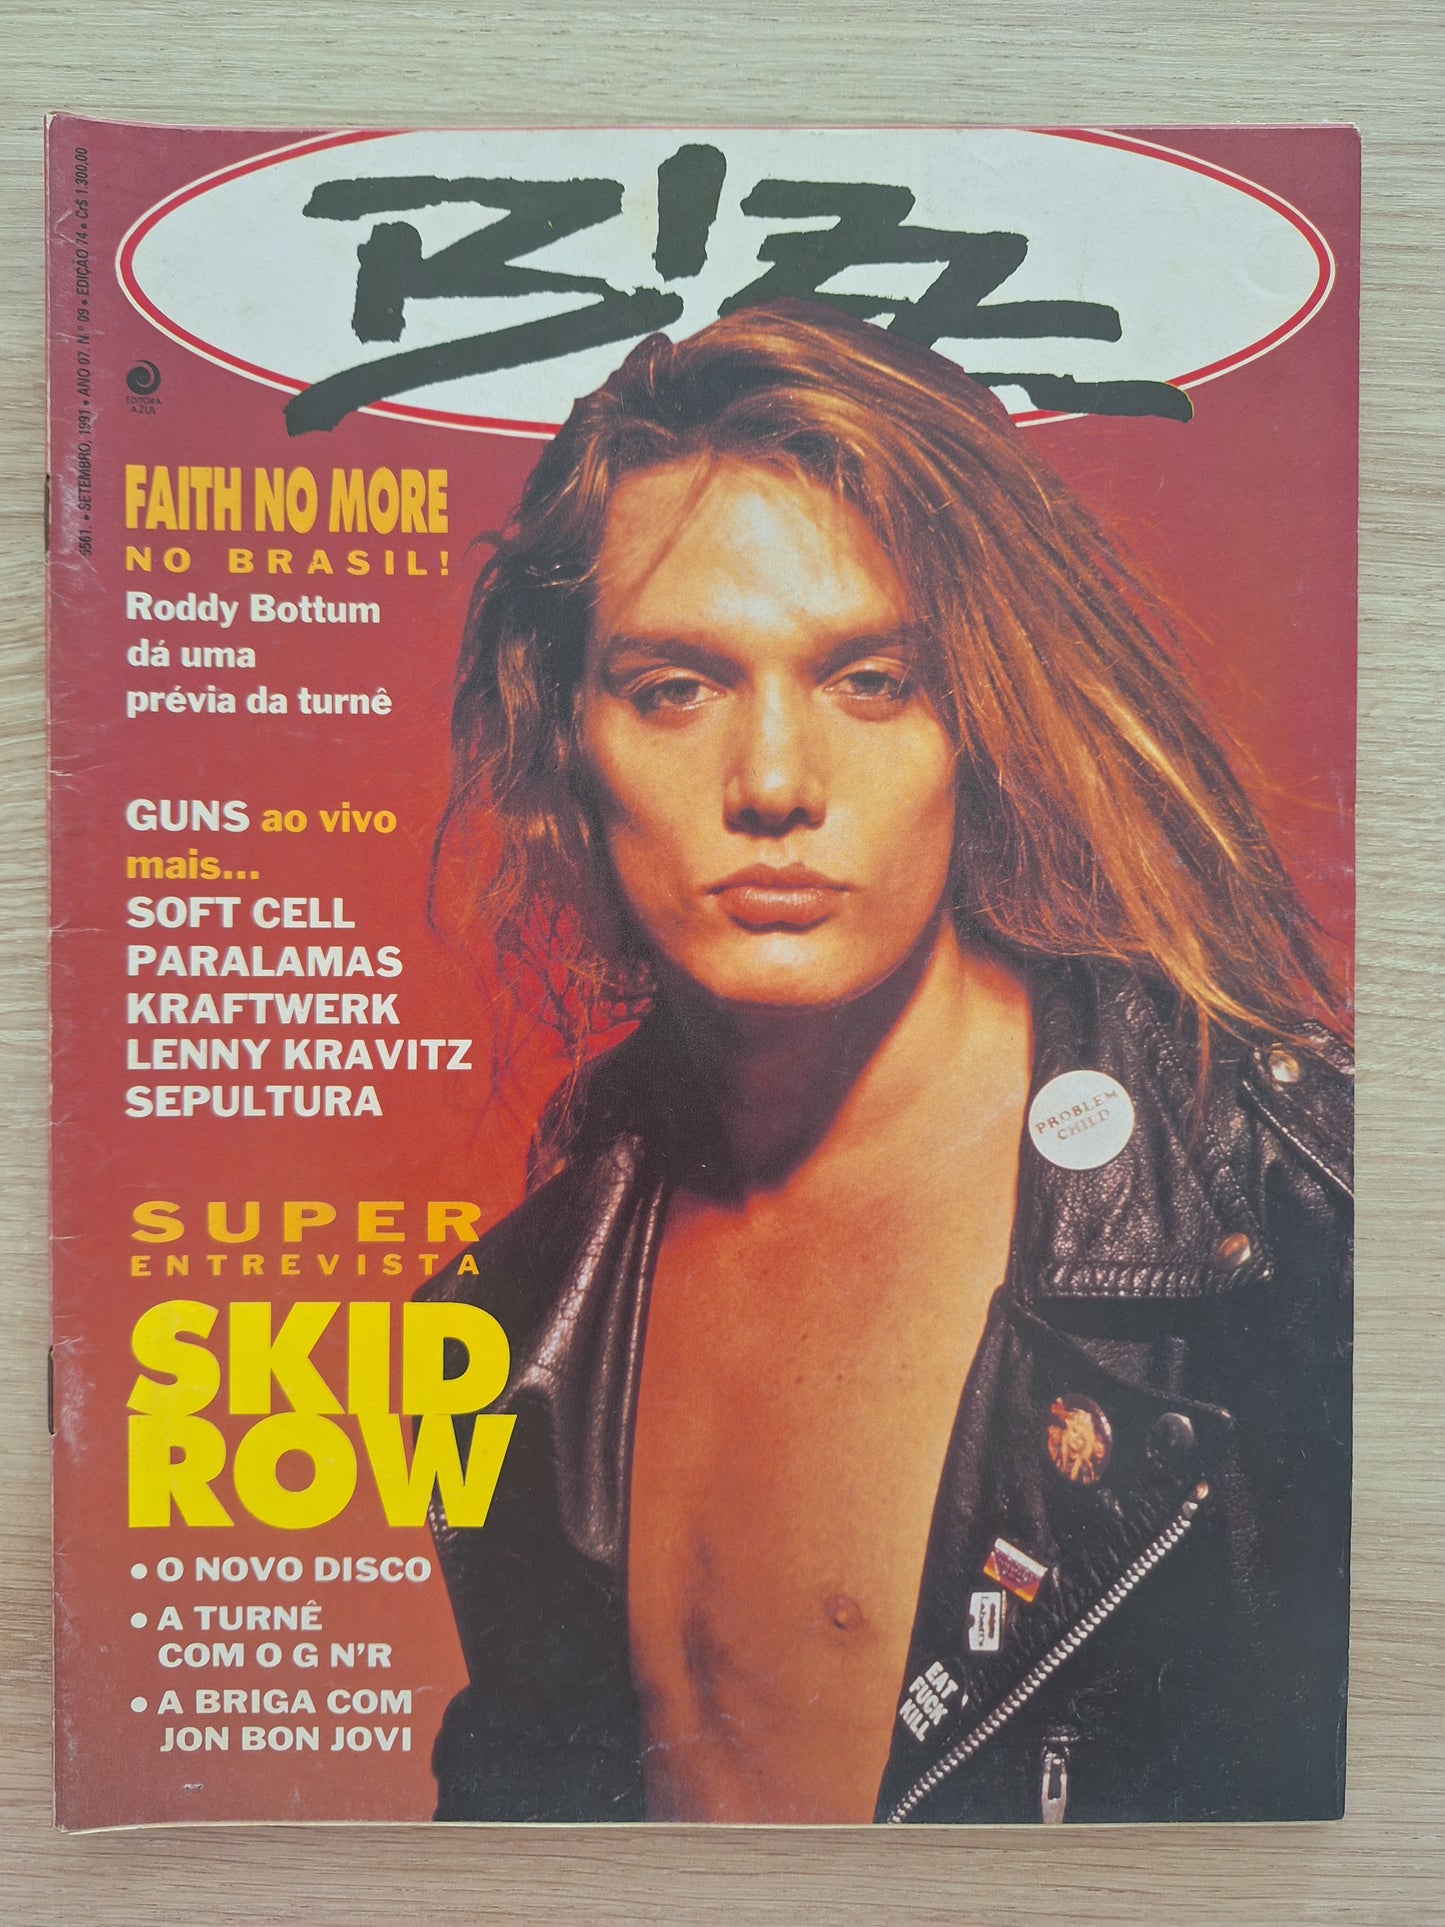 6561. • SETEMBRO, 1991 • ANO 07. N.º 09 • EDIÇÃO 74 • Cr$ 1.300,00
BIZZ
EDITORA
AZUL
FAITH NO MORE
NO BRASIL!
Roddy Bottum
dá uma
prévia da turnê
GUNS ao vivo
mais...
SOFT CELL
PARALAMAS
KRAFTWERK
LENNY KRAVITZ
SEPULTURA
PROBLEM
CHILD
SUPER
ENTREVISTA
SKID
ROW
• O NOVO DISCO
• A TURNÊ
COM O G N'R
• A BRIGA COM
JON BON JOVI
EAT
FUCK
KILL